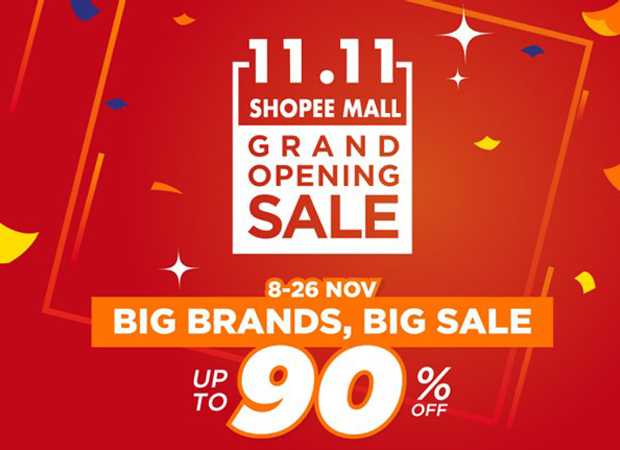 11.11
SHOPEE MALL
GRAND
OPENING
SALE
8-26 NOV
BIG BRANDS, BIG SALE
UP TO 90% OFF